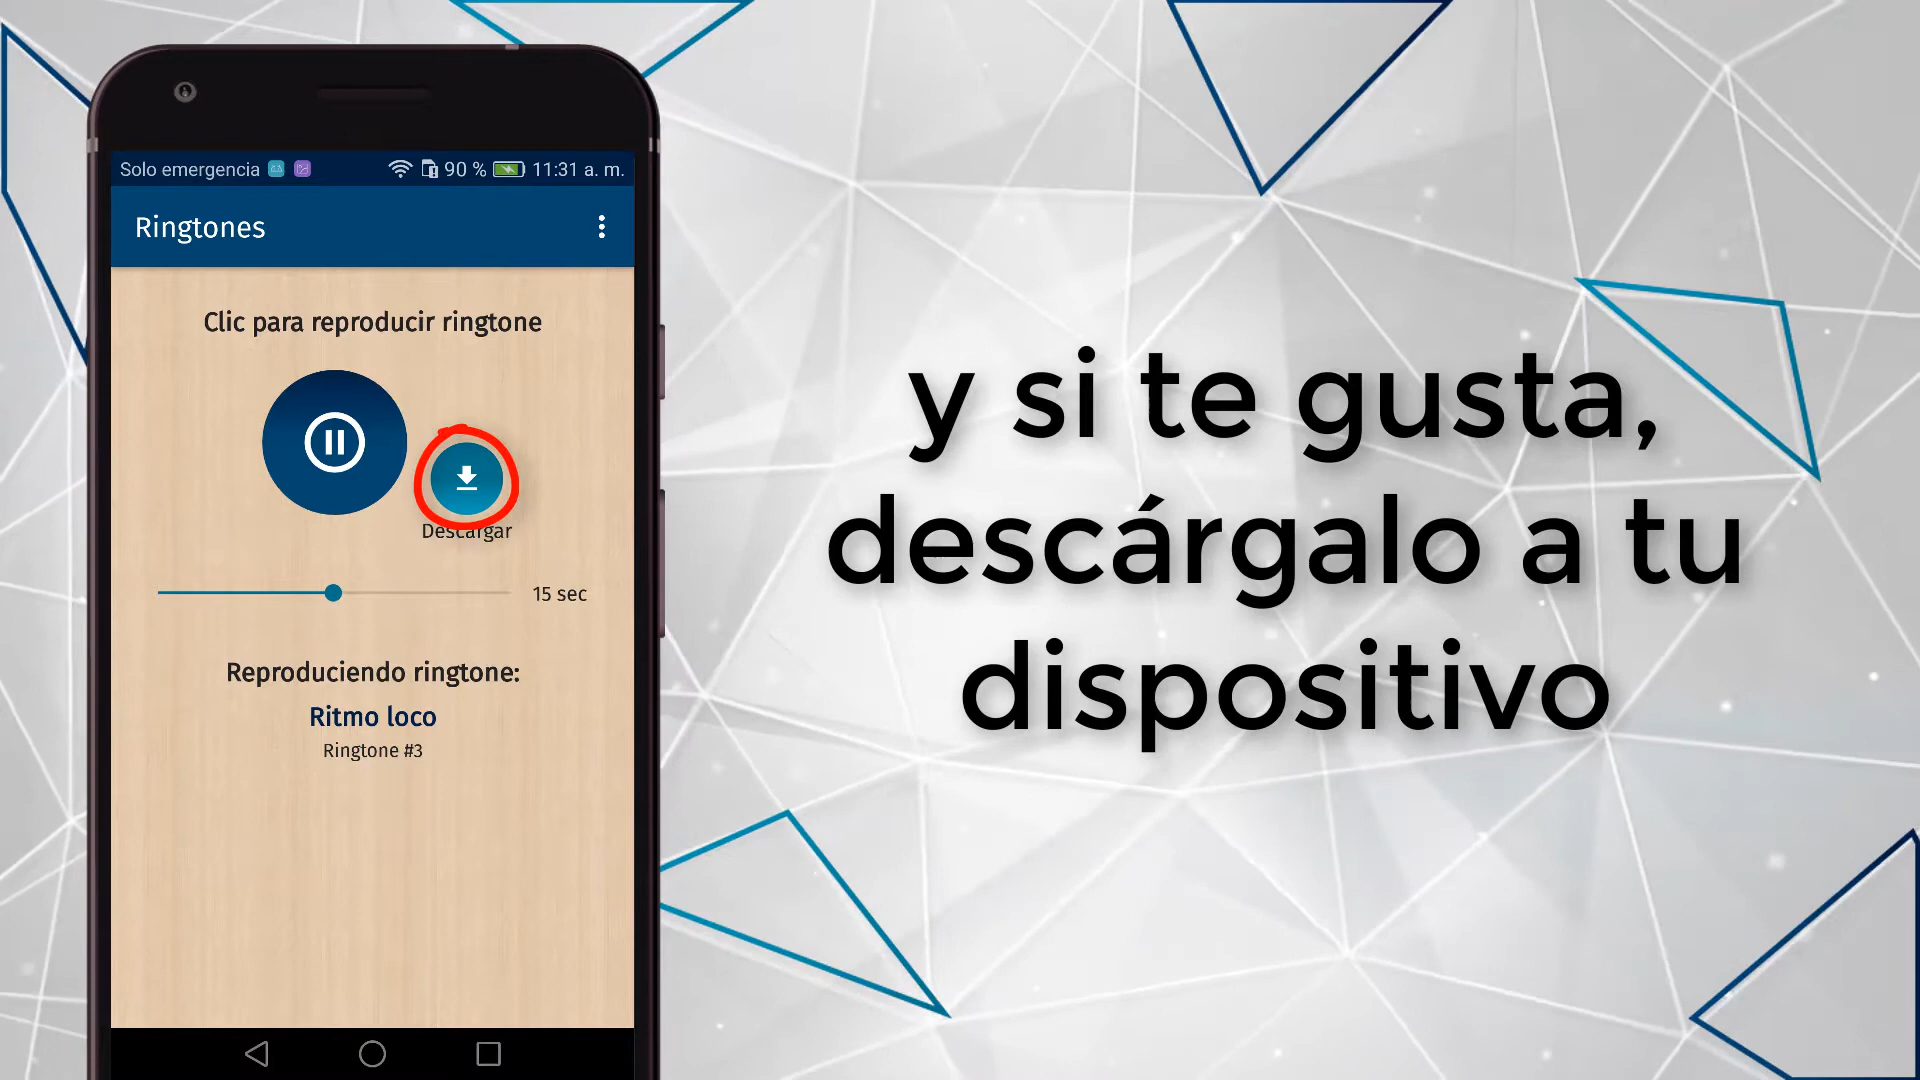 Solo emergencia 90 % 11:31 a. m.
Ringtones
Clic para reproducir ringtone
Descargar
15 sec
Reproduciendo ringtone:
Ritmo loco
Ringtone #3
y si te gusta,
descárgalo a tu
dispositivo